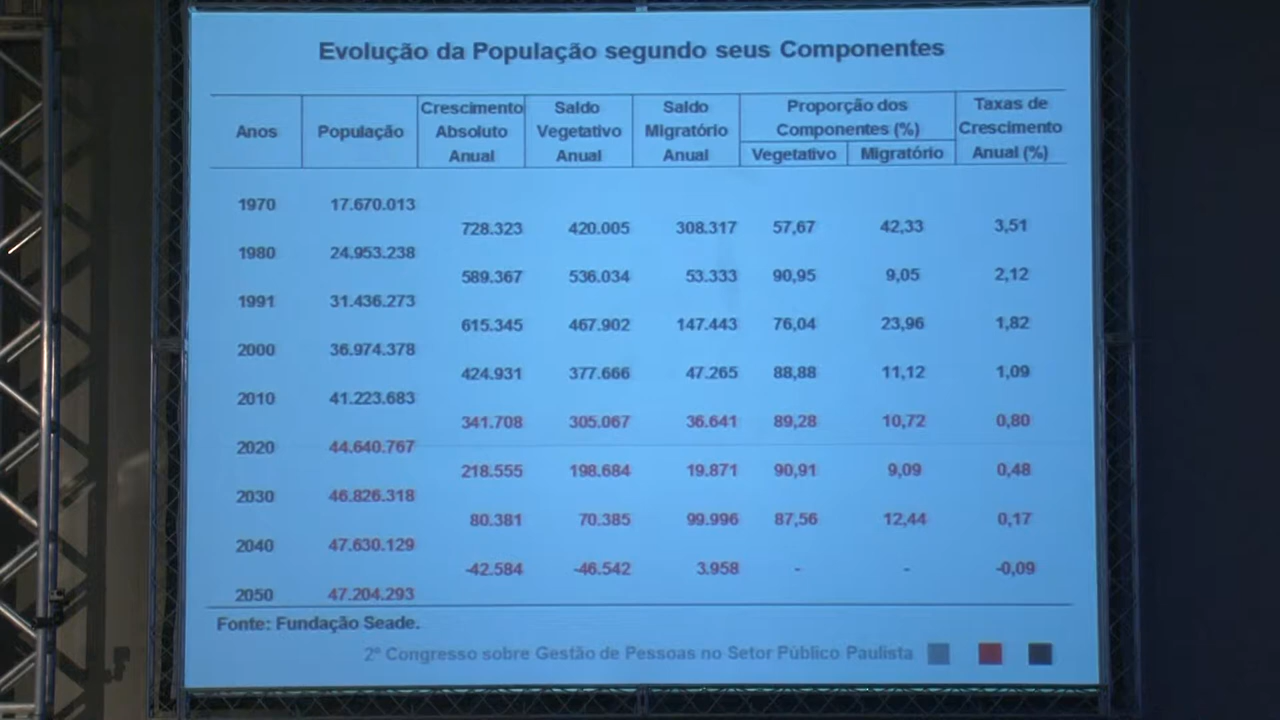 Evolução da População segundo seus Componentes
Anos População Crescimento Absoluto Anual Saldo Vegetativo Anual Saldo Migratório Anual Proporção dos Componentes (%) Taxas de Crescimento Anual (%)
Vegetativo Migratório
1970 17.670.013
728.323 420.005 308.317 57,67 42,33 3,51
1980 24.953.238
589.367 536.034 53.333 90,95 9,05 2,12
1991 31.436.273
615.345 467.902 147.443 76,04 23,96 1,82
2000 36.974.378
424.931 377.666 47.265 88,88 11,12 1,09
2010 41.223.683
341.708 305.067 36.641 89,28 10,72 0,80
2020 44.640.767
218.555 198.684 19.871 90,91 9,09 0,48
2030 46.826.318
80.381 70.385 99.996 87,56 12,44 0,17
2040 47.630.129
-42.584 -46.542 3.958 - - -0,09
2050 47.204.293
Fonte: Fundação Seade.
2º Congresso sobre Gestão de Pessoas no Setor Público Paulista